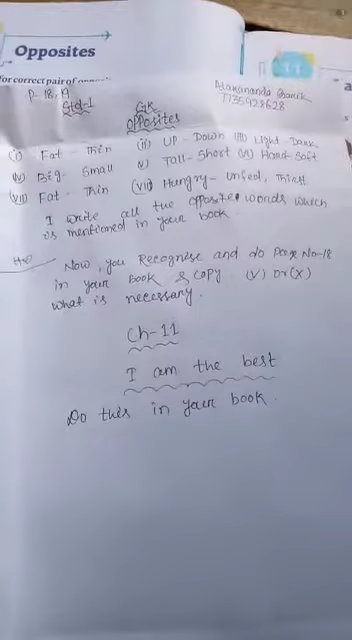 Opposites
11
for correct pair of
P-18,19
Std-1
GK
Opposites
7735928628
(i) Fat - Thin (ii) UP - Down (iii) Light - Dark
(iv) Big - Small (v) Tall - Short (vi) Hard - Soft
(vii) Fat - Thin (viii) Hungry - Unfed, Thirst
I write all the opposite words which
is mentioned in your book.
H.W
Now, you Recognise and do Page No-18
in your book & copy. (V) or (X)
what is necessary.
Ch-11
I am the best
Do this in your book.